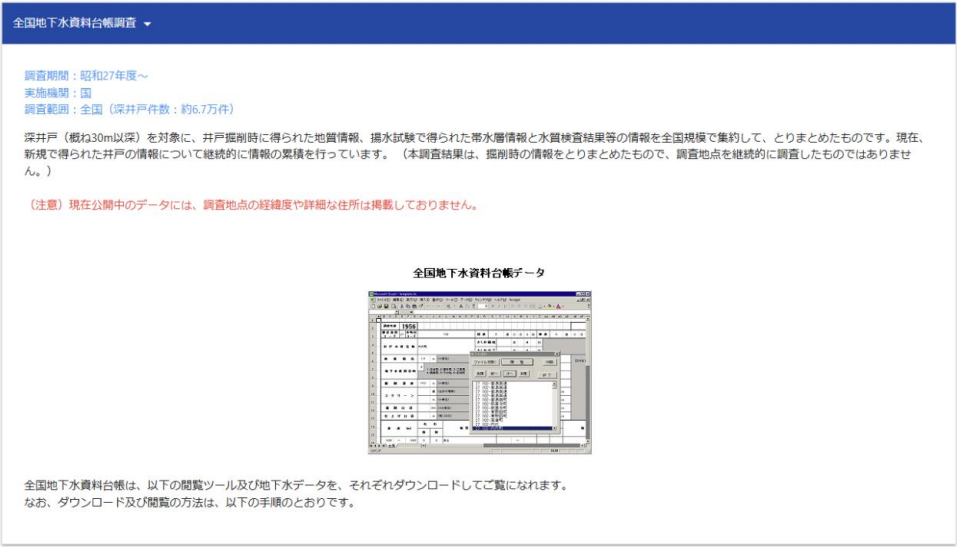 全国地下水資料台帳調査
調査期間：昭和27年度～
実施機関：国
調査範囲：全国（深井戸件数：約6.7万件）
深井戸（概ね30m以深）を対象に、井戸掘削時に得られた地質情報、揚水試験で得られた帯水層情報と水質検査結果等の情報を全国規模で集約して、とりまとめたものです。現在、
新規で得られた井戸の情報について継続的に情報の累積を行っています。（本調査結果は、掘削時の情報をとりまとめたもので、調査地点を継続的に調査したものではありませ
ん。）
（注意）現在公開中のデータには、調査地点の経緯度や詳細な住所は掲載しておりません。
全国地下水資料台帳データ
1956
全国地下水資料台帳は、以下の閲覧ツール及び地下水データを、それぞれダウンロードしてご覧になれます。
なお、ダウンロード及び閲覧の方法は、以下の手順のとおりです。